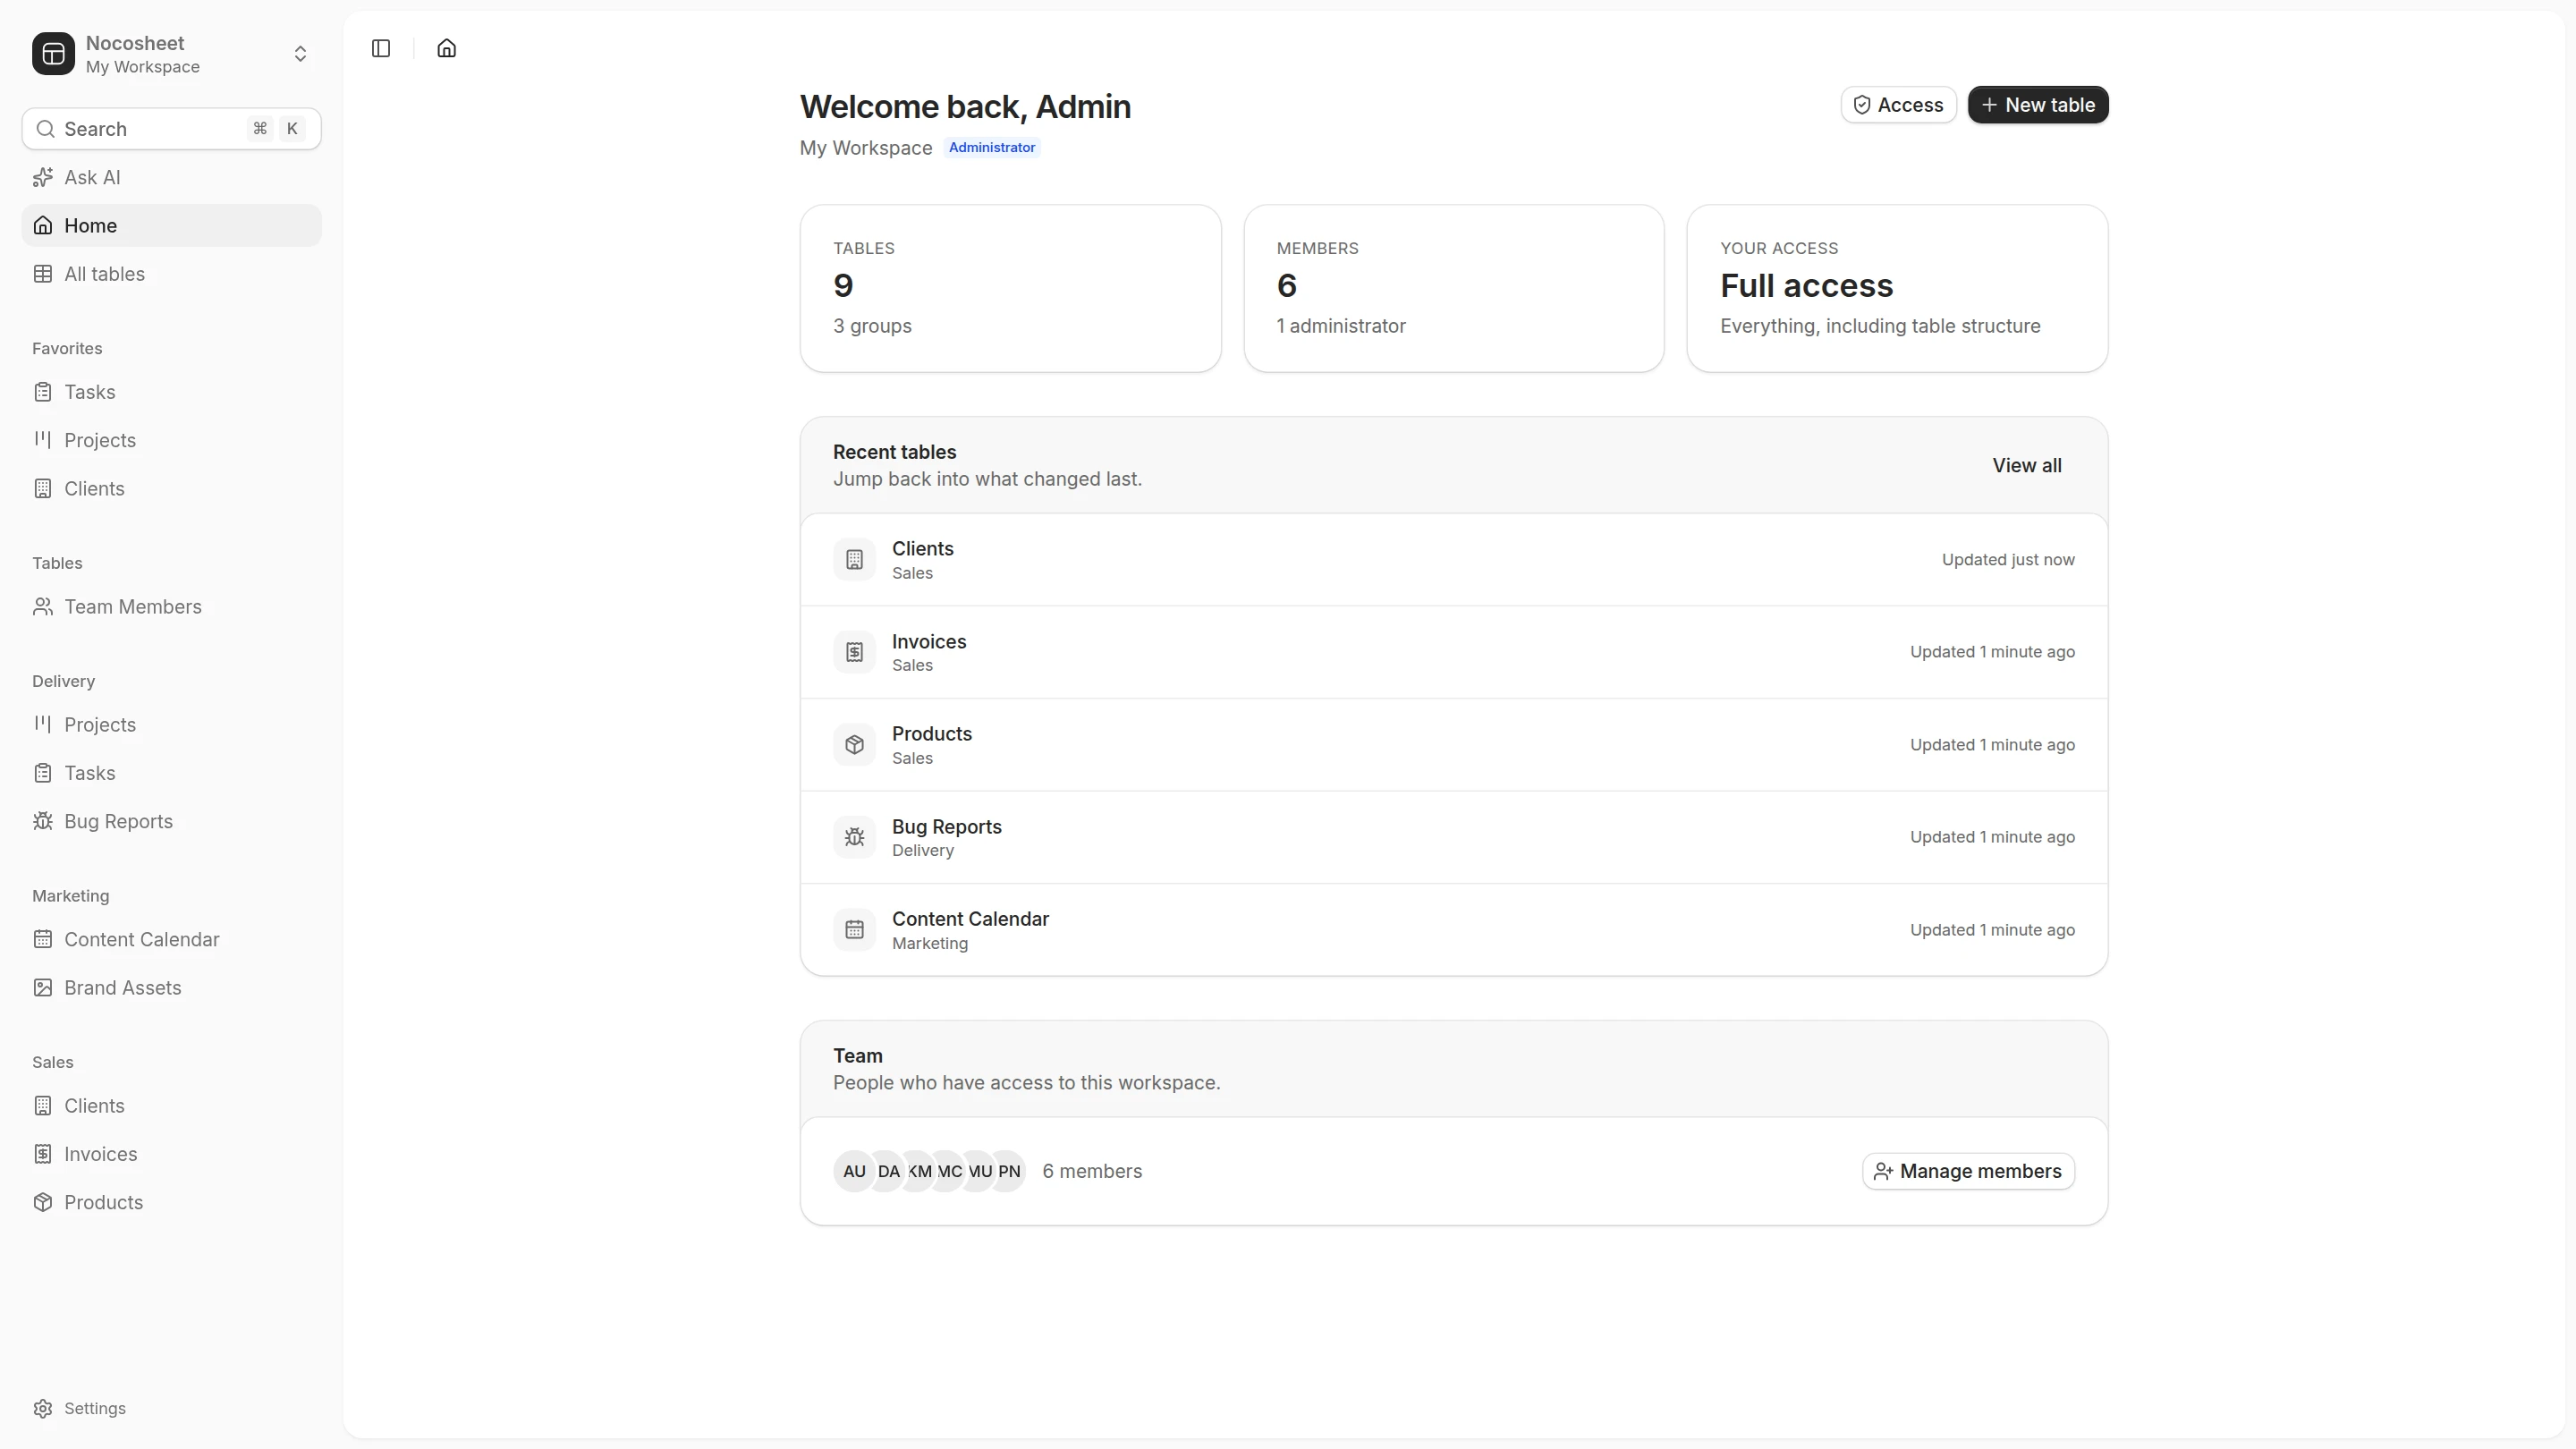 Nocosheet
My Workspace
Search ⌘ K
Ask AI
Home
All tables
Favorites
Tasks
Projects
Clients
Tables
Team Members
Delivery
Projects
Tasks
Bug Reports
Marketing
Content Calendar
Brand Assets
Sales
Clients
Invoices
Products
Settings
Welcome back, Admin
My Workspace Administrator
Access
New table
TABLES
9
3 groups
MEMBERS
6
1 administrator
YOUR ACCESS
Full access
Everything, including table structure
Recent tables
Jump back into what changed last.
View all
Clients
Sales
Updated just now
Invoices
Sales
Updated 1 minute ago
Products
Sales
Updated 1 minute ago
Bug Reports
Delivery
Updated 1 minute ago
Content Calendar
Marketing
Updated 1 minute ago
Team
People who have access to this workspace.
AU DA KM MC MU PN 6 members
Manage members